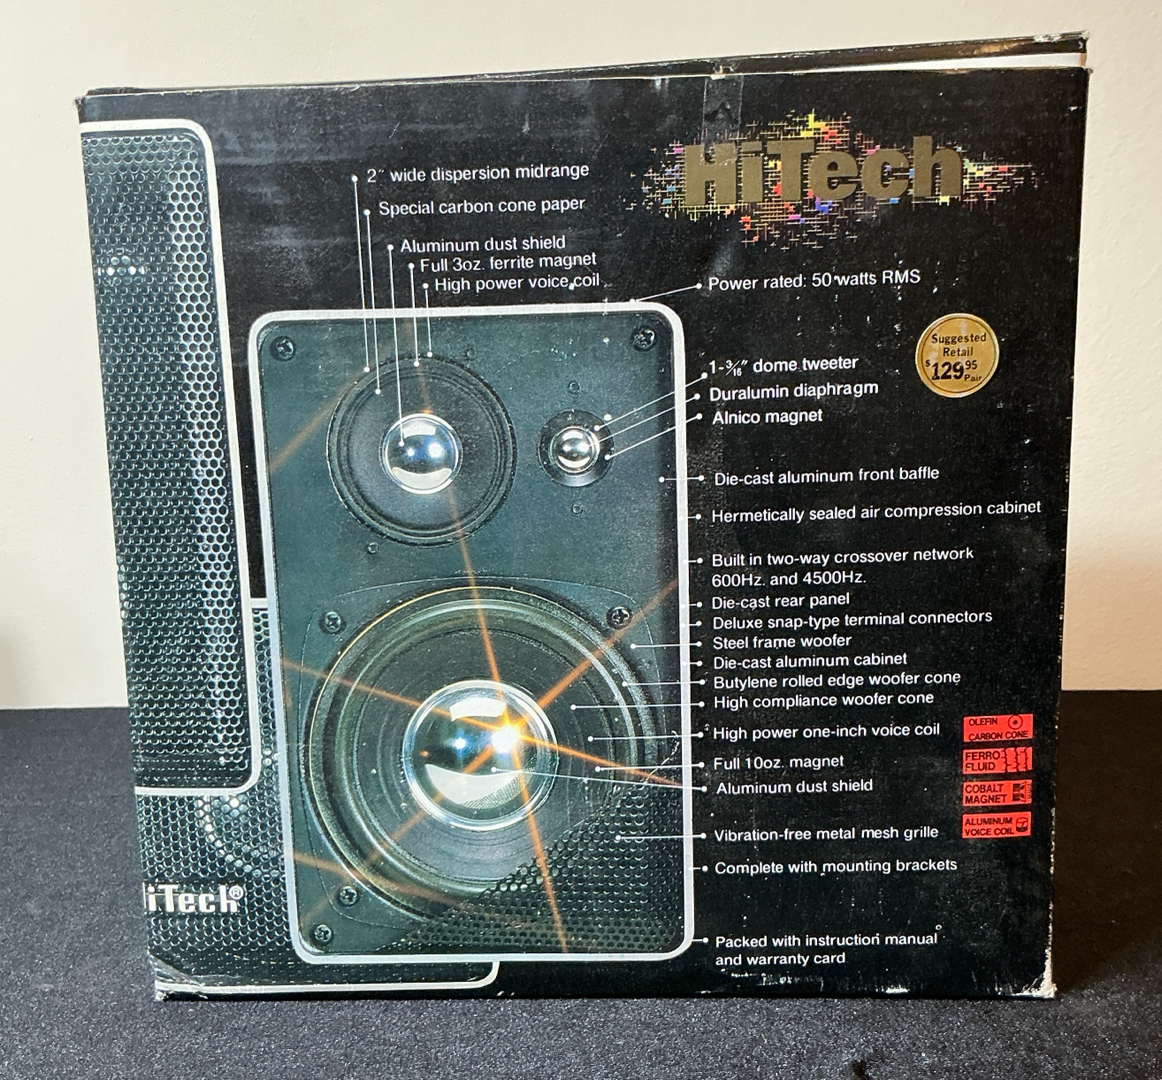 HiTech
2" wide dispersion midrange
Special carbon cone paper
Aluminum dust shield
Full 3oz. ferrite magnet
High power voice coil
Power rated: 50 watts RMS
Suggested
Retail
$129.95
Pair
1-3/16" dome tweeter
Duralumin diaphragm
Alnico magnet
Die-cast aluminum front baffle
Hermetically sealed air compression cabinet
Built in two-way crossover network
600Hz. and 4500Hz.
Die-cast rear panel
Deluxe snap-type terminal connectors
Steel frame woofer
Die-cast aluminum cabinet
Butylene rolled edge woofer cone
High compliance woofer cone
High power one-inch voice coil
Full 10oz. magnet
Aluminum dust shield
Vibration-free metal mesh grille
Complete with mounting brackets
Packed with instruction manual
and warranty card
OLEFIN
CARBON CONE
FERRO
FLUID
COBALT
MAGNET
ALUMINUM
VOICE COIL
iTech®